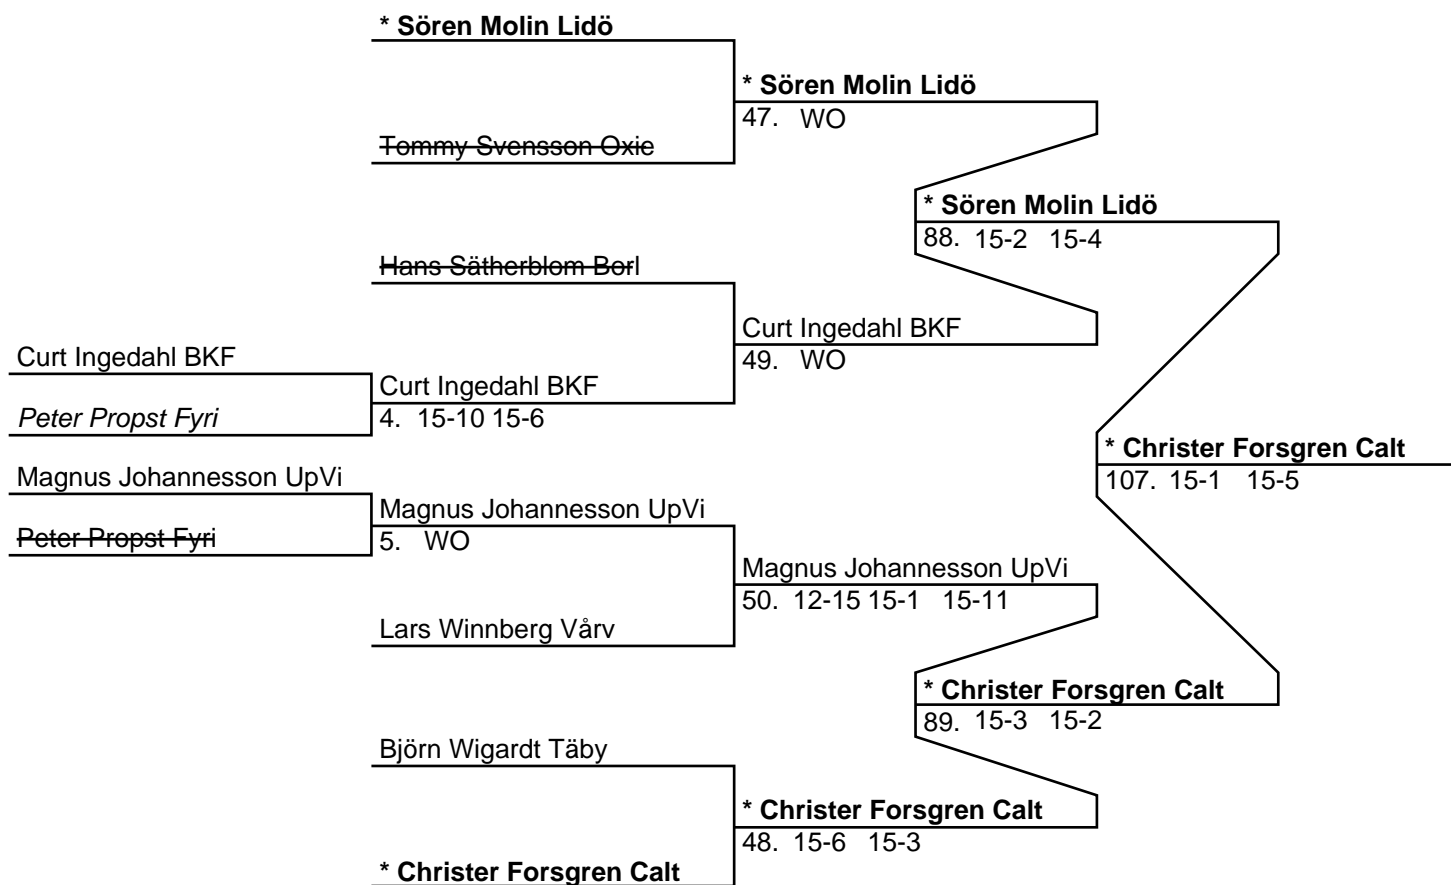 * Sören Molin Lidö
* Sören Molin Lidö
47. WO
Tommy Svensson Oxie
* Sören Molin Lidö
88. 15-2 15-4
Hans Sätherblom Borl
Curt Ingedahl BKF
49. WO
Curt Ingedahl BKF
Curt Ingedahl BKF
4. 15-10 15-6
Peter Propst Fyri
* Christer Forsgren Calt
107. 15-1 15-5
Magnus Johannesson UpVi
Magnus Johannesson UpVi
5. WO
Peter Propst Fyri
Magnus Johannesson UpVi
50. 12-15 15-1 15-11
Lars Winnberg Vårv
* Christer Forsgren Calt
89. 15-3 15-2
Björn Wigardt Täby
* Christer Forsgren Calt
48. 15-6 15-3
* Christer Forsgren Calt